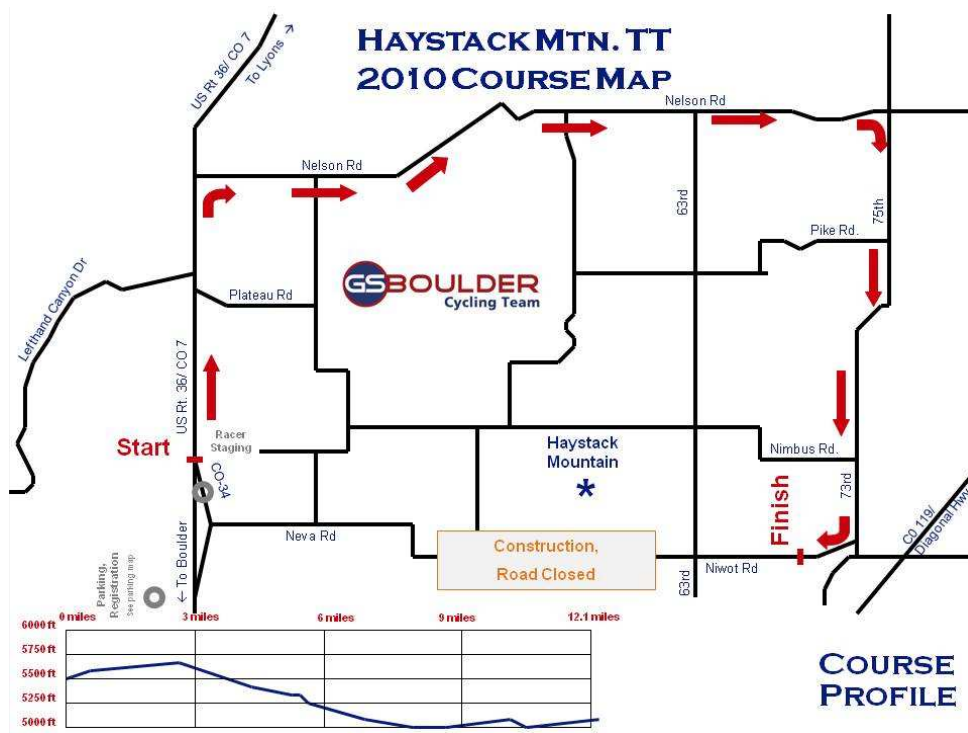 HAYSTACK MTN. TT
2010 COURSE MAP
US Rt 36/ CO 7
To Lyons →
Nelson Rd
Nelson Rd
63rd
75th
Pike Rd.
Lefthand Canyon Dr
GSBOULDER
Cycling Team
Plateau Rd
US Rt. 36/ CO 7
Start
Racer
Staging
CO-34
Haystack
Mountain
*
Nimbus Rd.
73rd
Finish
CO 119/
Diagonal Hwy
← To Boulder
Neva Rd
Construction,
Road Closed
Niwot Rd
63rd
Parking,
Registration
See parking map
0 miles
3 miles
6 miles
9 miles
12.1 miles
6000 ft
5750 ft
5500 ft
5250 ft
5000 ft
COURSE
PROFILE